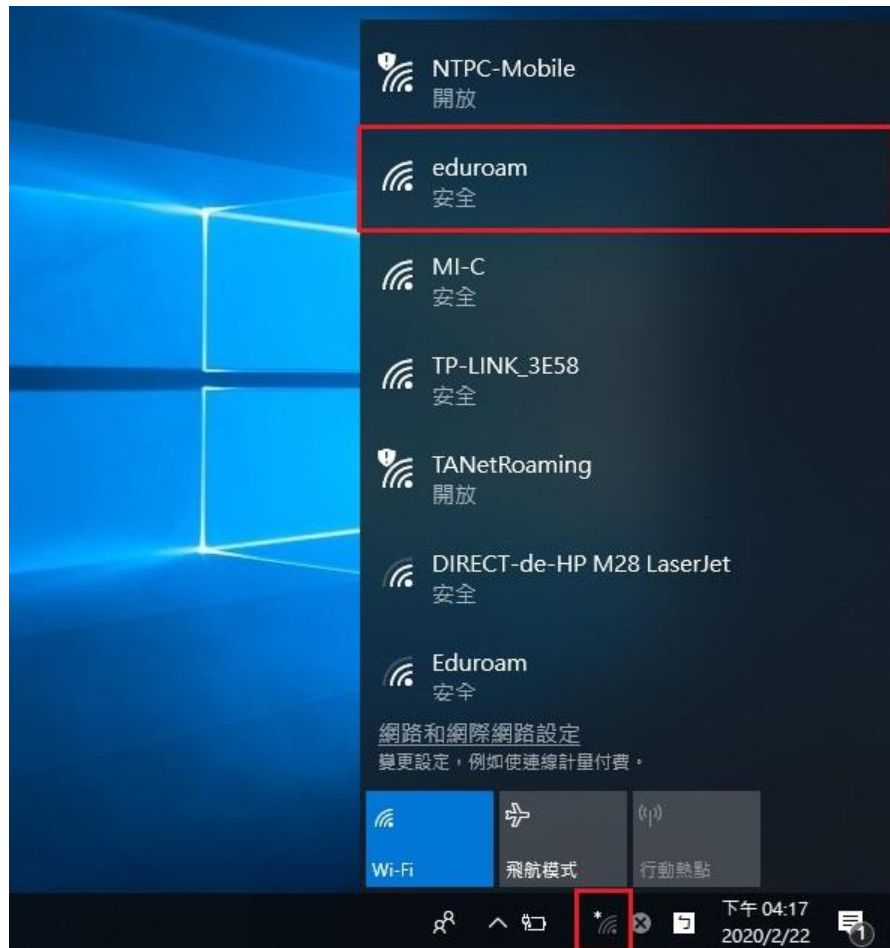 NTPC-Mobile
開放
eduroam
安全
MI-C
安全
TP-LINK_3E58
安全
TANetRoaming
開放
DIRECT-de-HP M28 LaserJet
安全
Eduroam
安全
網路和網際網路設定
變更設定，例如使連線計量付費。
Wi-Fi
飛航模式
行動熱點
ㄅ
下午 04:17
2020/2/22
1